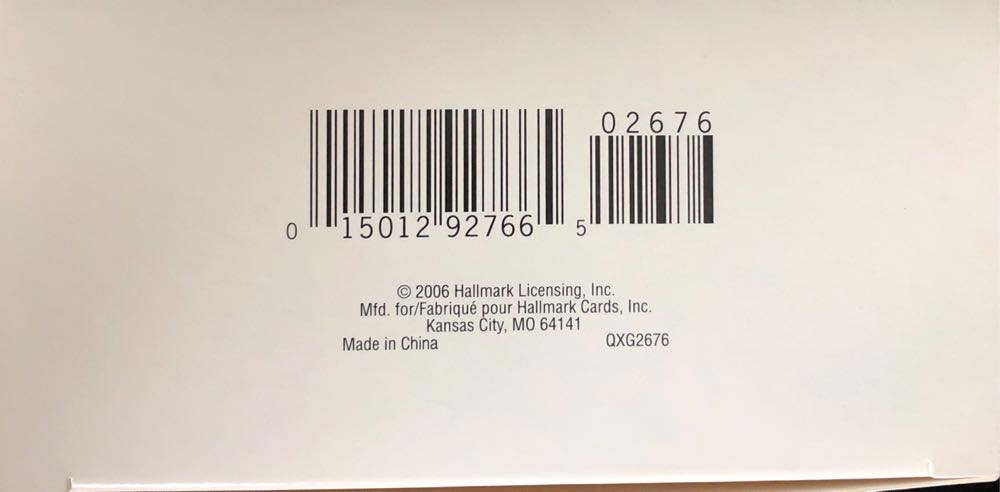 02676
0 15012 92766 5
© 2006 Hallmark Licensing, Inc.
Mfd. for/Fabriqué pour Hallmark Cards, Inc.
Kansas City, MO 64141
Made in China QXG2676